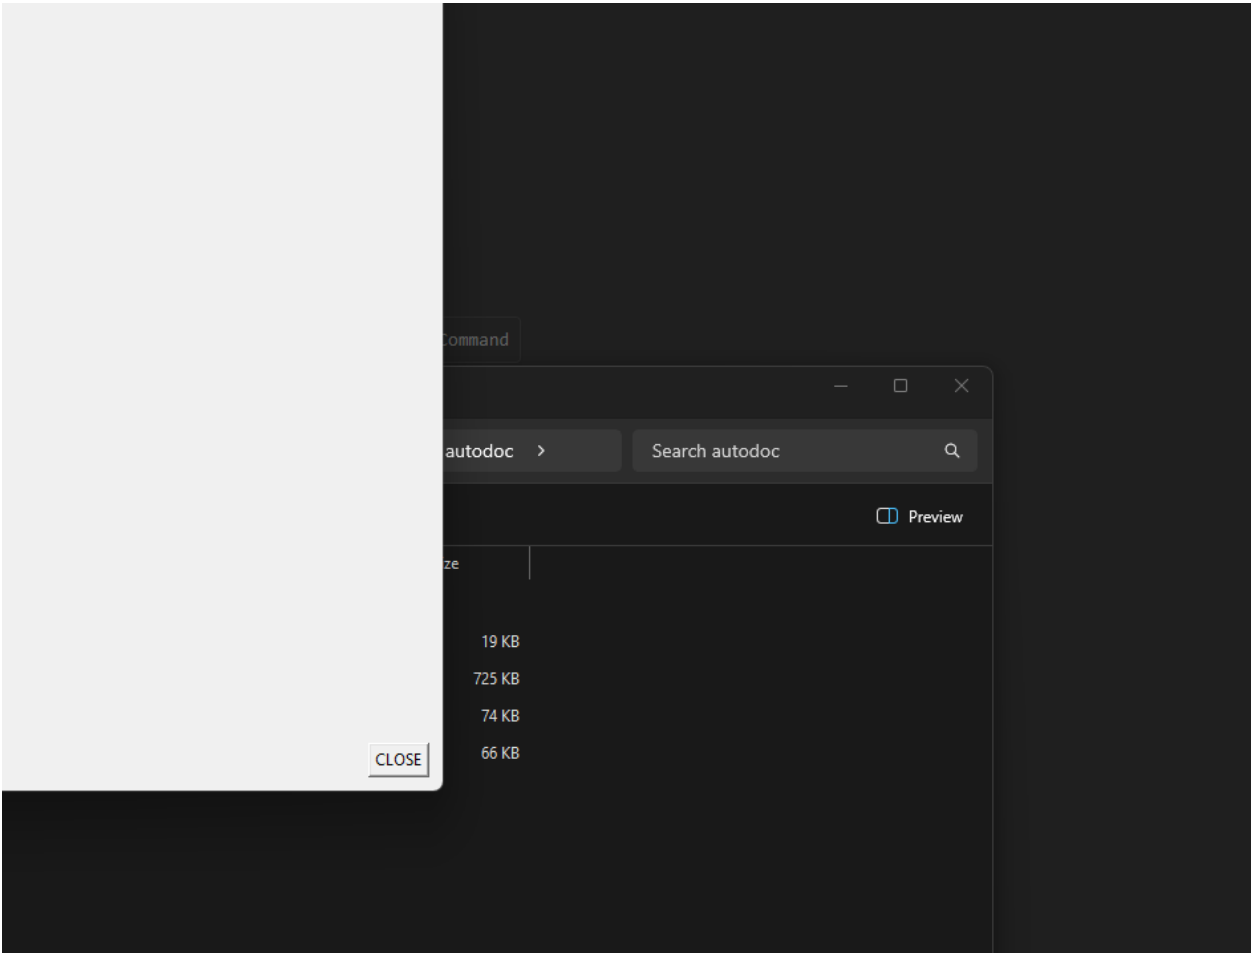 Command
autodoc
Search autodoc
Preview
ze
19 KB
725 KB
74 KB
66 KB
CLOSE